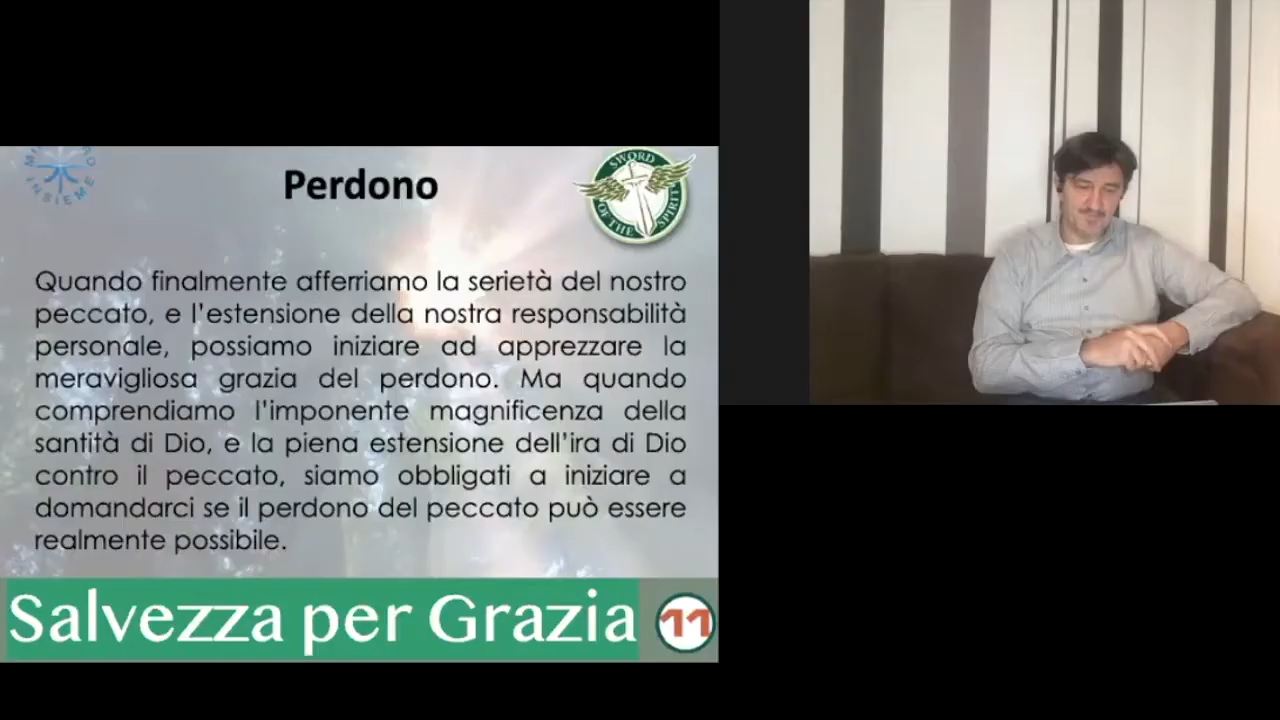 Perdono
SWORD
OF THE SPIRIT
INSIEME
Quando finalmente afferriamo la serietà del nostro
peccato, e l’estensione della nostra responsabilità
personale, possiamo iniziare ad apprezzare la
meravigliosa grazia del perdono. Ma quando
comprendiamo l’imponente magnificenza della
santità di Dio, e la piena estensione dell’ira di Dio
contro il peccato, siamo obbligati a iniziare a
domandarci se il perdono del peccato può essere
realmente possibile.
Salvezza per Grazia
11